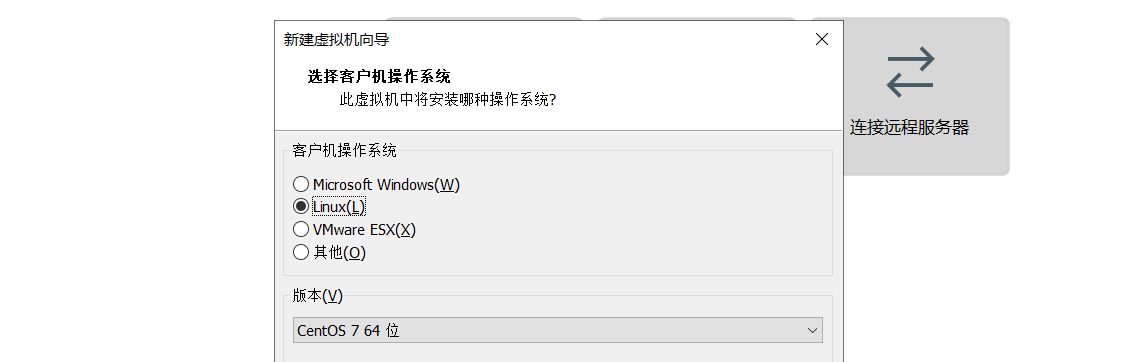 新建虚拟机向导
选择客户机操作系统
此虚拟机中将安装哪种操作系统?
连接远程服务器
客户机操作系统
Microsoft Windows(W)
Linux(L)
VMware ESX(X)
其他(O)
版本(V)
CentOS 7 64 位